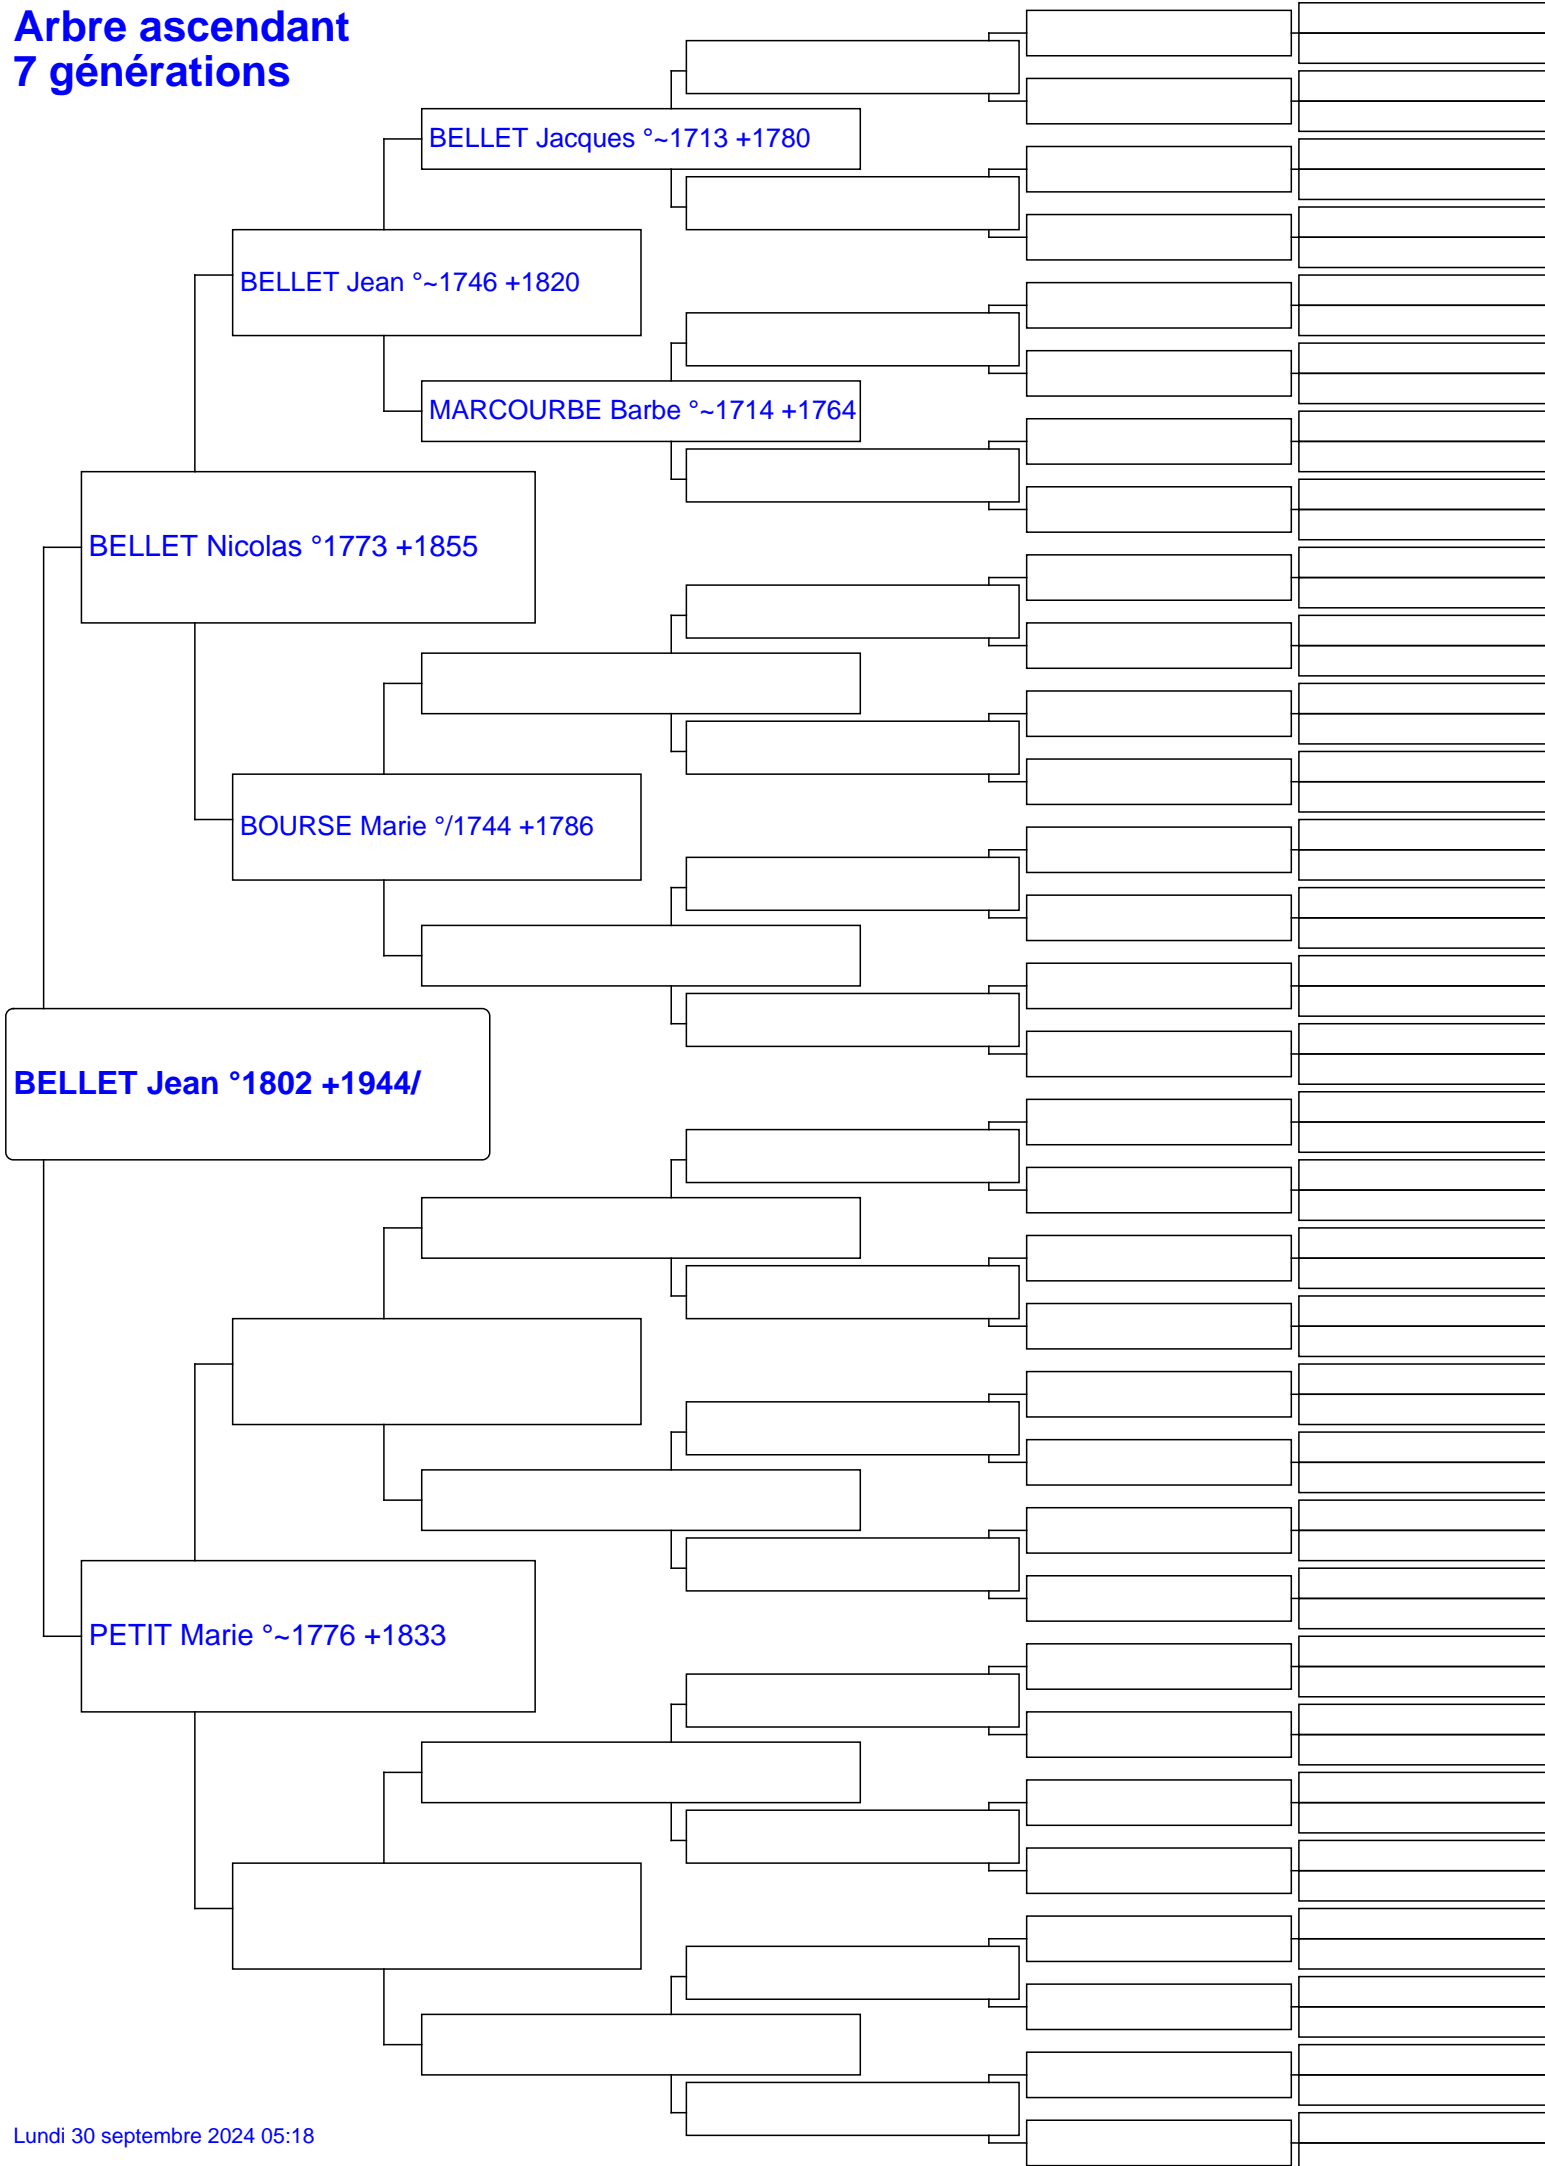 Arbre ascendant
7 générations
BELLET Jacques °~1713 +1780
BELLET Jean °~1746 +1820
MARCOURBE Barbe °~1714 +1764
BELLET Nicolas °1773 +1855
BOURSE Marie °/1744 +1786
BELLET Jean °1802 +1944/
PETIT Marie °~1776 +1833
Lundi 30 septembre 2024 05:18